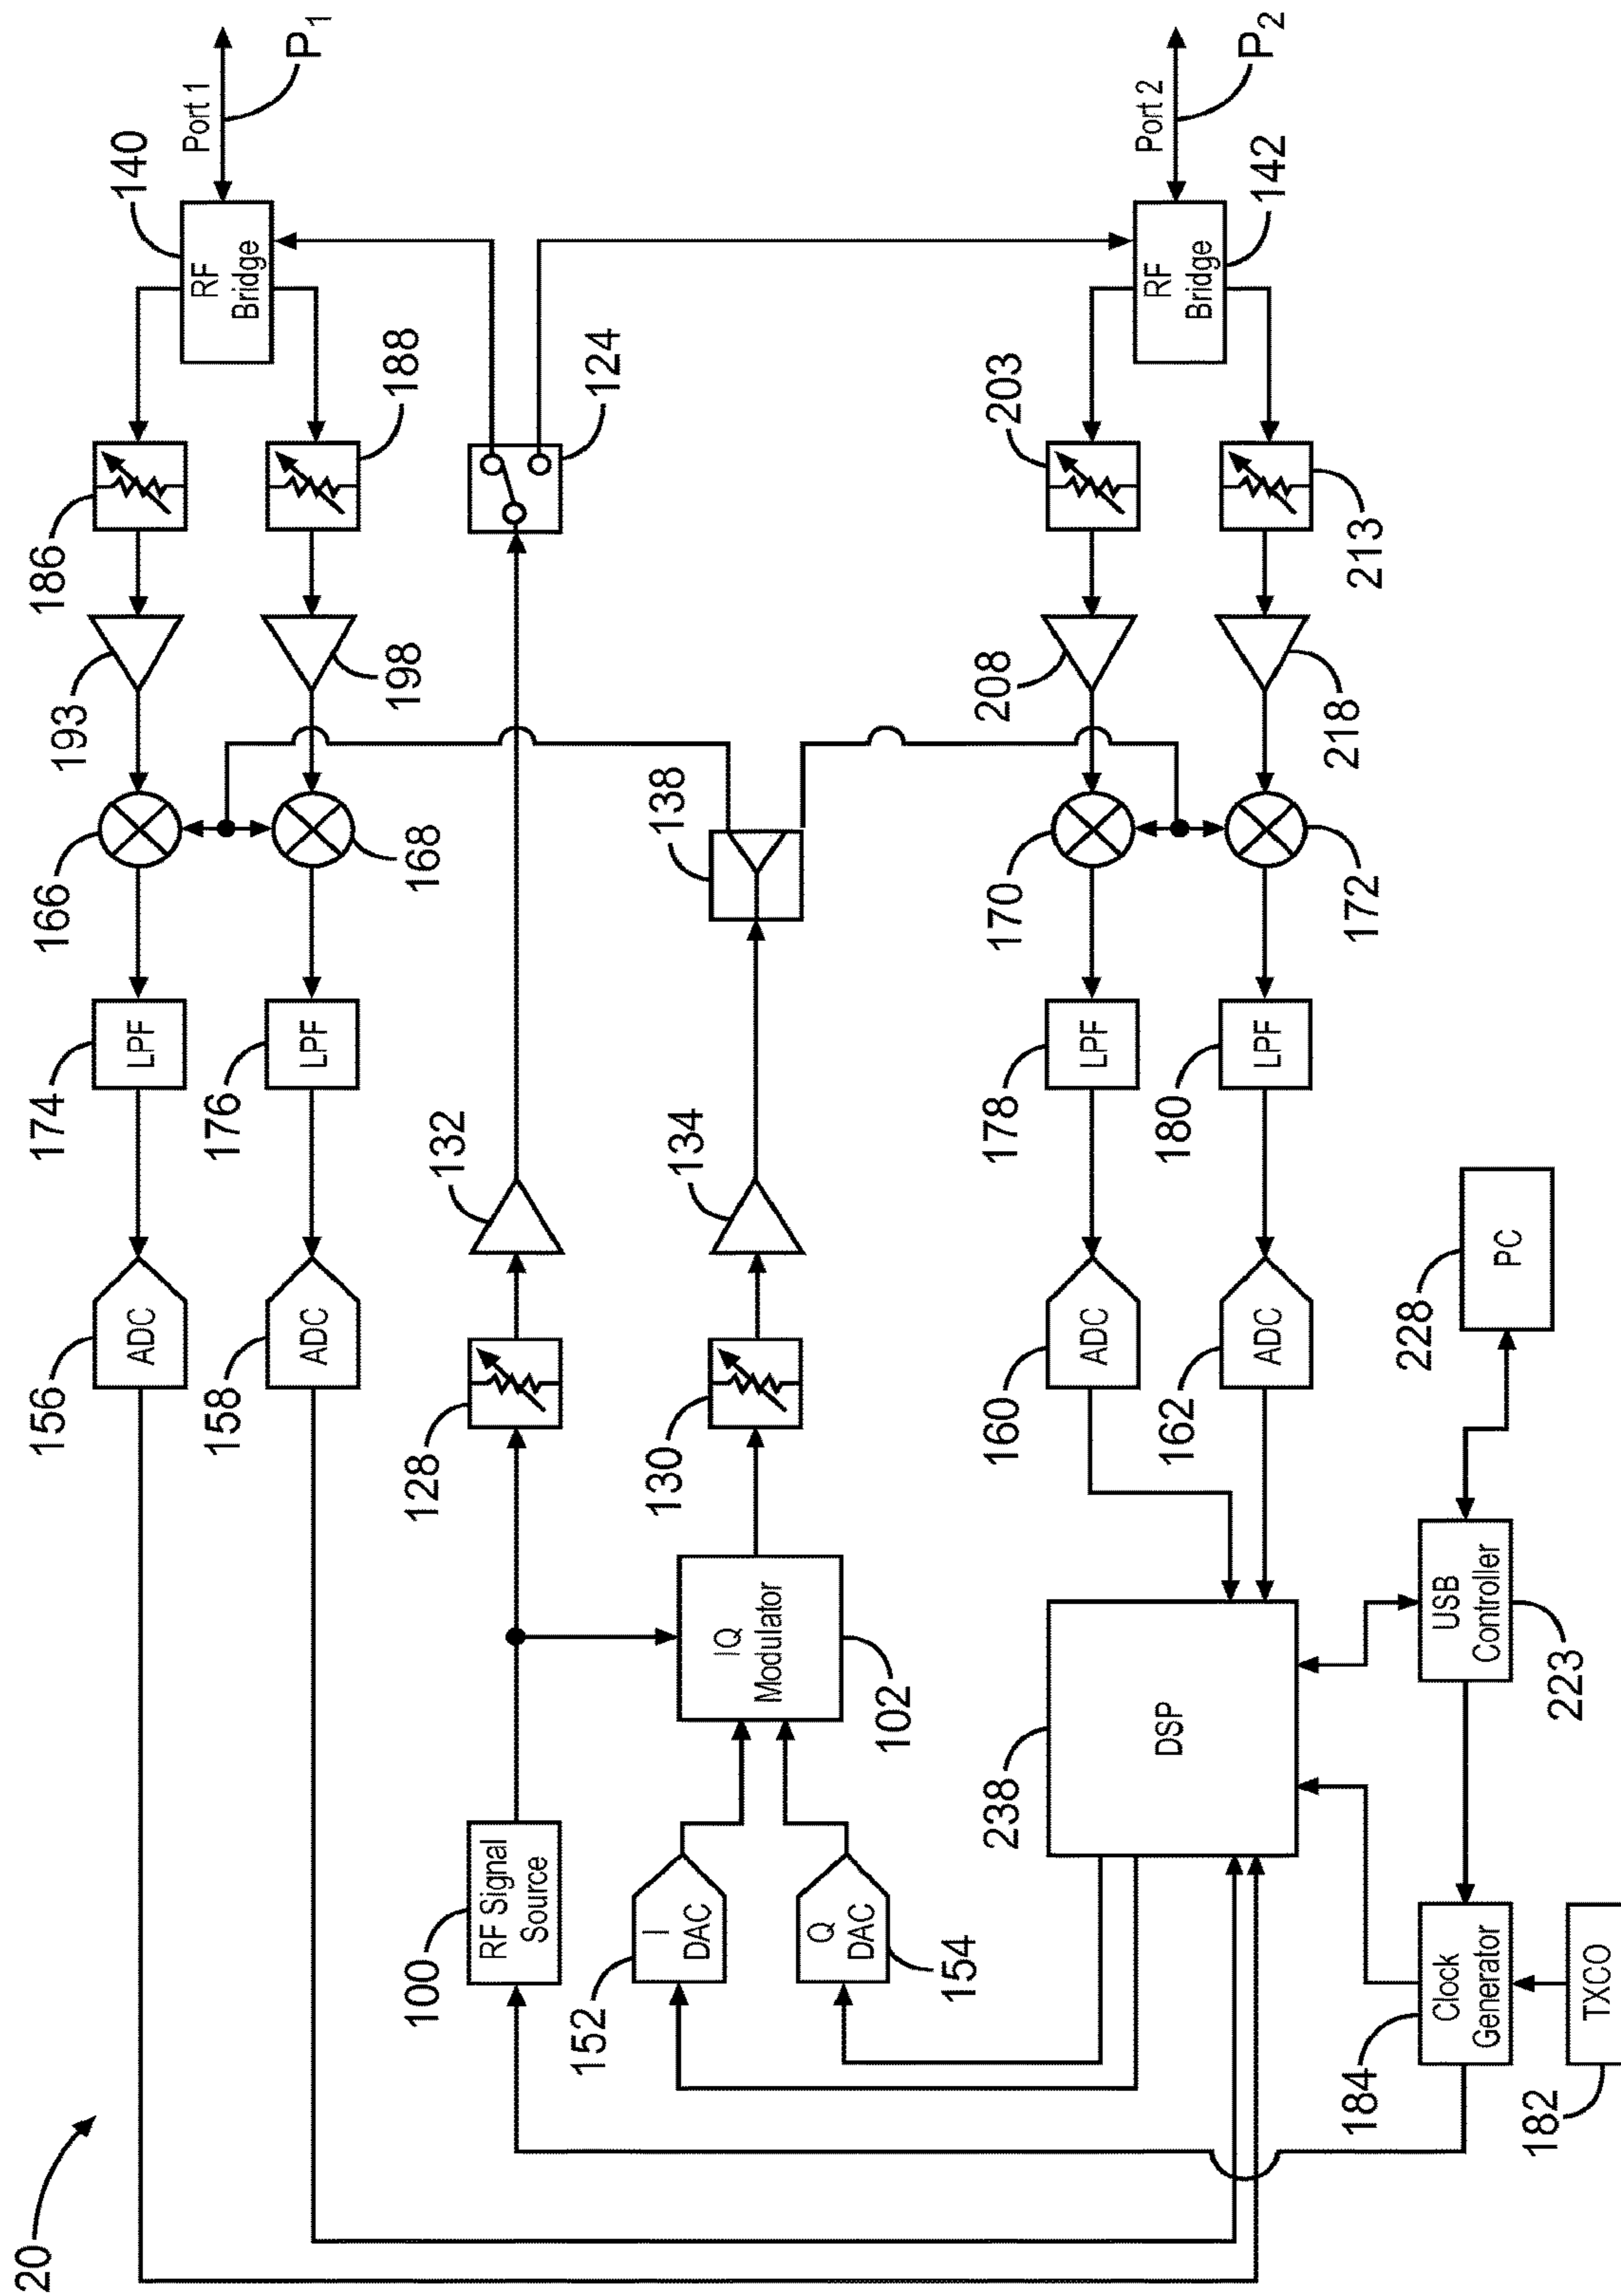 20
156
174
166
193
186
140
ADC
LPF
RF
Bridge
Port 1
P1
158
176
168
198
188
ADC
LPF
100
RF Signal
Source
128
132
124
152
I
DAC
IQ
Modulator
102
130
134
138
Q
DAC
154
238
DSP
160
178
170
208
203
ADC
LPF
RF
Bridge
142
Port 2
P2
162
180
172
218
213
ADC
LPF
184
Clock
Generator
USB
Controller
223
228
PC
182
TXCO